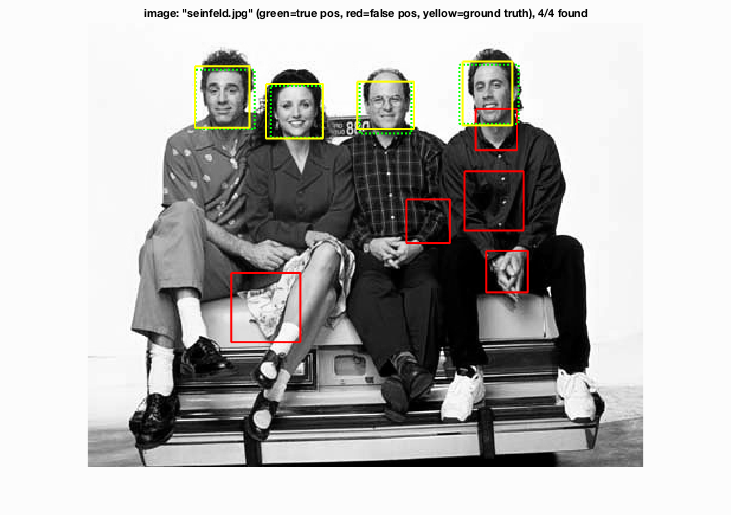 image: "seinfeld.jpg" (green=true pos, red=false pos, yellow=ground truth), 4/4 found